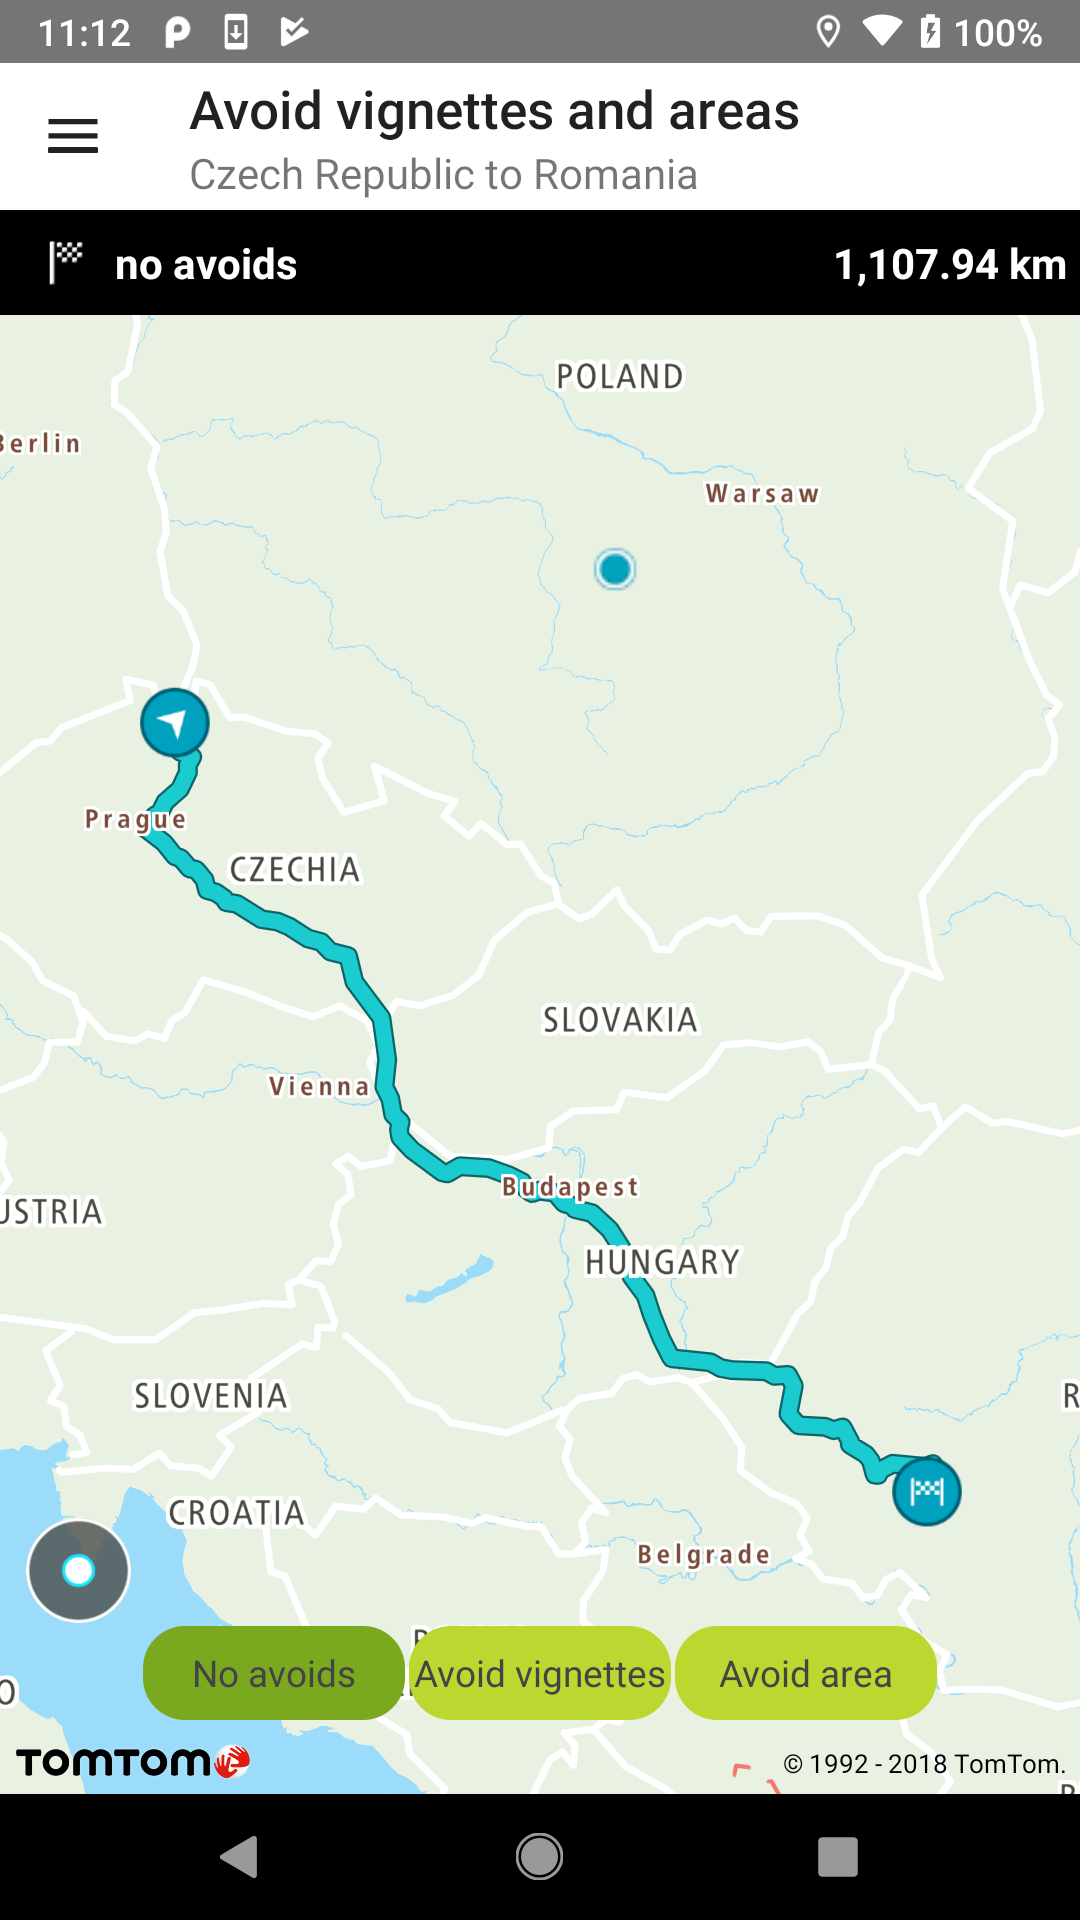 11:12
100%
Avoid vignettes and areas
Czech Republic to Romania
no avoids
1,107.94 km
POLAND
Berlin
Warsaw
Prague
CZECHIA
SLOVAKIA
Vienna
Budapest
USTRIA
HUNGARY
SLOVENIA
R
CROATIA
Belgrade
No avoids
Avoid vignettes
Avoid area
O
TOMTOM
© 1992 - 2018 TomTom.